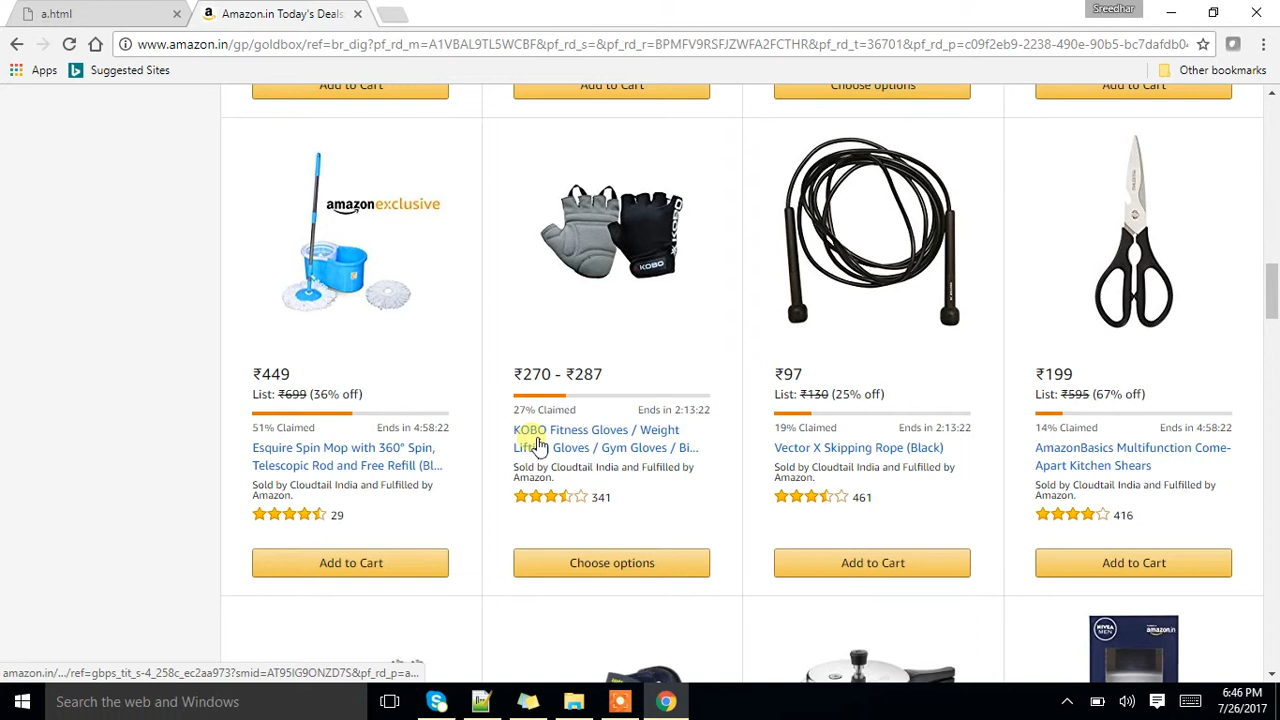 a.html
Amazon.in Today's Deals
Sreedhar
www.amazon.in/gp/goldbox/ref=br_dig?pf_rd_m=A1VBAL9TL5WCBF&pf_rd_s=&pf_rd_r=BPMFV9RSFJZWFA2FCTHR&pf_rd_t=36701&pf_rd_p=c09f2eb9-2238-490e-90b5-bc7dafdb04
Apps
Suggested Sites
Other bookmarks
Add to Cart
Add to Cart
Choose options
Add to Cart
amazonexclusive
KOBO
KOBO
₹449
List: ₹699 (36% off)
51% Claimed
Ends in 4:58:22
Esquire Spin Mop with 360° Spin,
Telescopic Rod and Free Refill (Bl...
Sold by Cloudtail India and Fulfilled by
Amazon.
29
Add to Cart
₹270 - ₹287
27% Claimed
Ends in 2:13:22
KOBO Fitness Gloves / Weight
Gloves / Gym Gloves / Bi...
Sold by Cloudtail India and Fulfilled by
Amazon.
341
Choose options
₹97
List: ₹130 (25% off)
19% Claimed
Ends in 2:13:22
Vector X Skipping Rope (Black)
Sold by Cloudtail India and Fulfilled by
Amazon.
461
Add to Cart
₹199
List: ₹595 (67% off)
14% Claimed
Ends in 4:58:22
AmazonBasics Multifunction Come-
Apart Kitchen Shears
Sold by Cloudtail India and Fulfilled by
Amazon.
416
Add to Cart
NIVEA
MEN
amazon.in
amazon.in/.../ref=gbps_tit_s-4_258c_ec2aa973?smid=AT95IG9ONZD7S&pf_rd_p=a...
Search the web and Windows
6:46 PM
7/26/2017